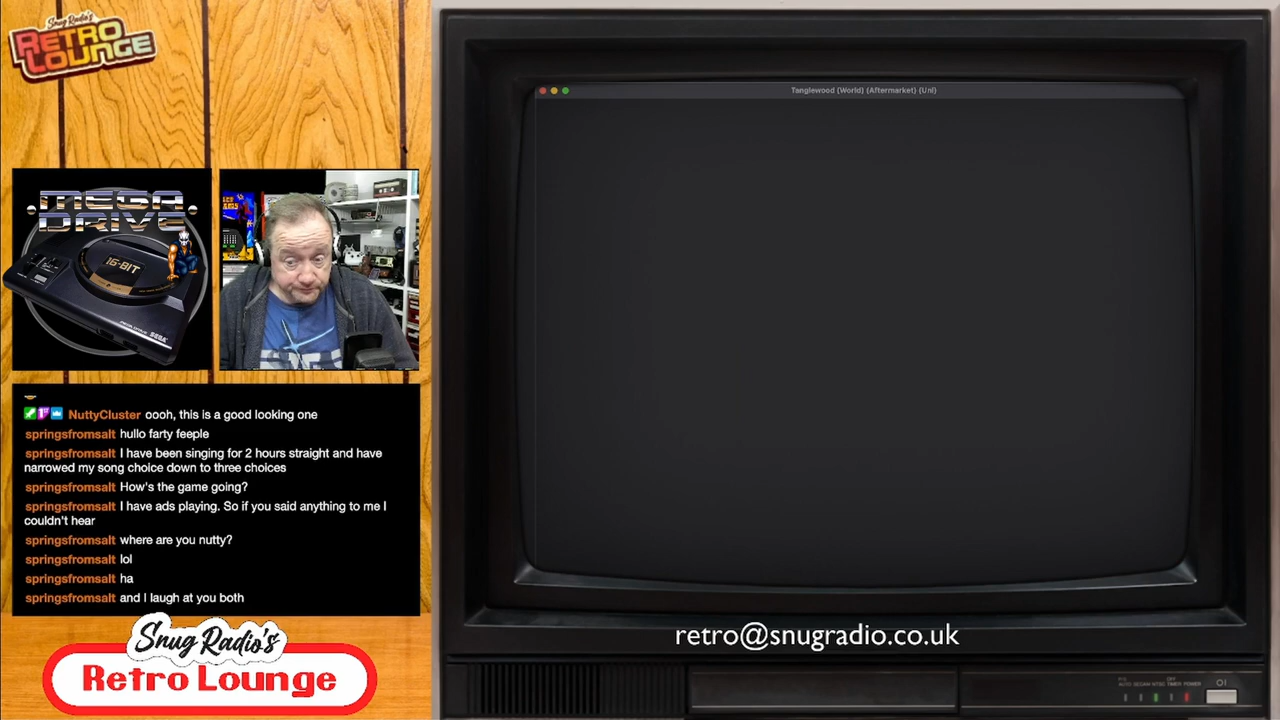 Snug Radio's
RETRO
LOUNGE
MEGA
DRIVE
16-BIT
SEGA
NuttyCluster oooh, this is a good looking one
springsfromsalt hullo farty feeple
springsfromsalt I have been singing for 2 hours straight and have
narrowed my song choice down to three choices
springsfromsalt How's the game going?
springsfromsalt I have ads playing. So if you said anything to me I
couldn't hear
springsfromsalt where are you nutty?
springsfromsalt lol
springsfromsalt ha
springsfromsalt and I laugh at you both
Snug Radio's
Retro Lounge
Tanglewood (World) (Aftermarket) (Unl)
retro@snugradio.co.uk